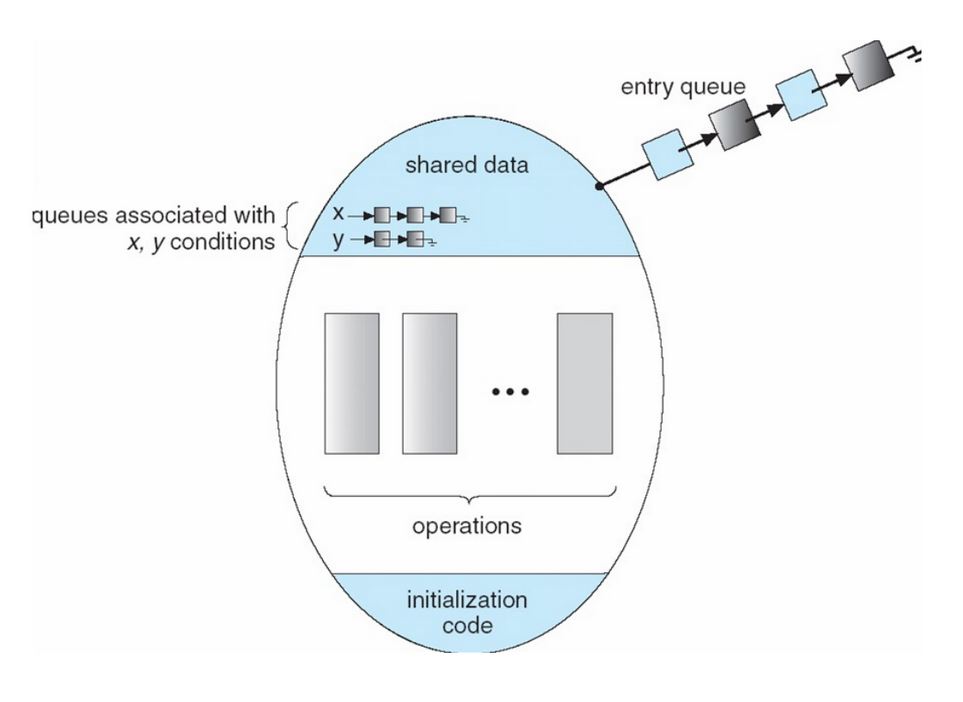 entry queue
shared data
queues associated with
x, y conditions
x
y
•••
operations
initialization
code